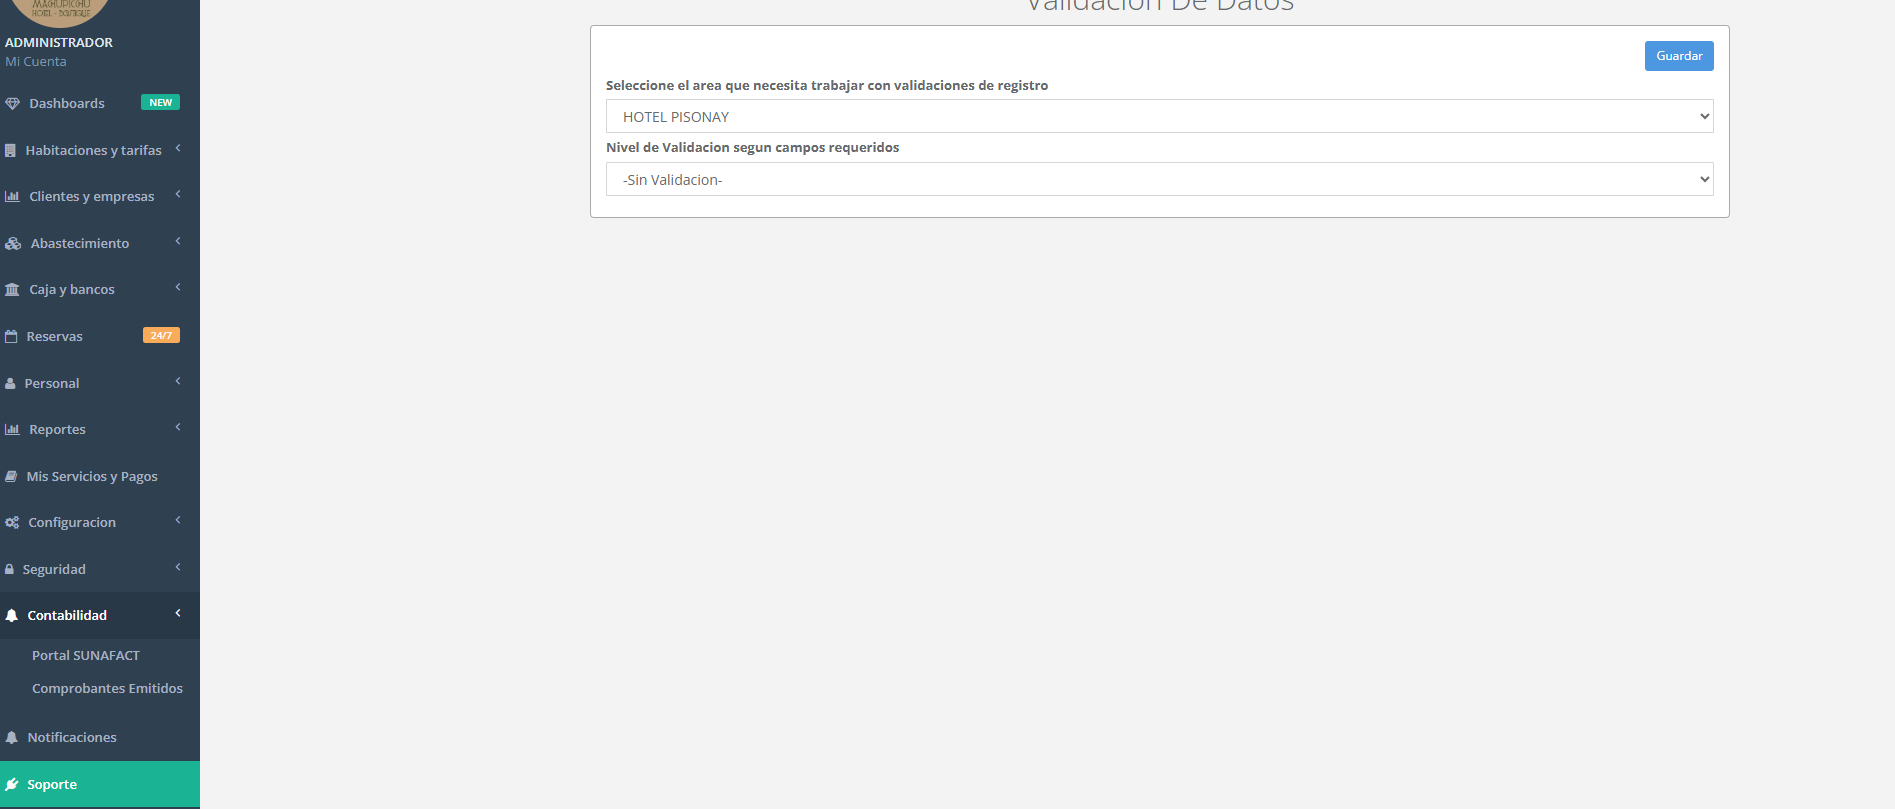 MACHUPICCHU
HOTEL - BOUTIQUE
ADMINISTRADOR
Mi Cuenta
Dashboards NEW
Habitaciones y tarifas
Clientes y empresas
Abastecimiento
Caja y bancos
Reservas 24/7
Personal
Reportes
Mis Servicios y Pagos
Configuracion
Seguridad
Contabilidad
Portal SUNAFACT
Comprobantes Emitidos
Notificaciones
Soporte
Validacion De Datos
Guardar
Seleccione el area que necesita trabajar con validaciones de registro
HOTEL PISONAY
Nivel de Validacion segun campos requeridos
-Sin Validacion-